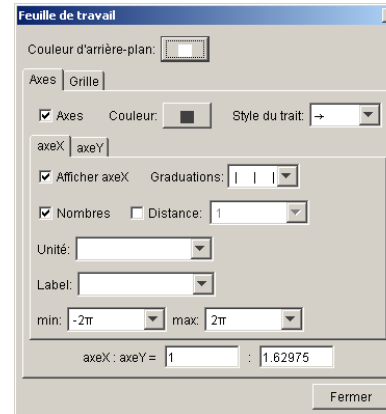 Feuille de travail
Couleur d'arrière-plan:
Axes Grille
Axes Couleur: Style du trait:
axeX axeY
Afficher axeX Graduations: | | |
Nombres Distance: 1
Unité:
Label:
min: -2π max: 2π
axeX : axeY = 1 : 1.62975
Fermer